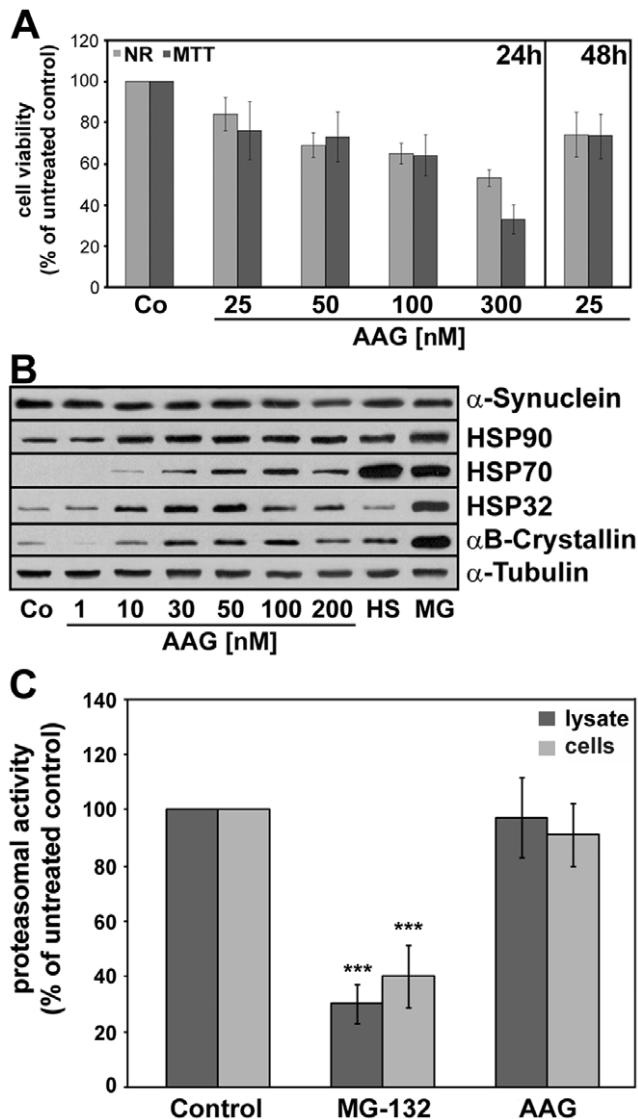 A
120
100
80
60
40
20
0
cell viability
(% of untreated control)
NR MTT
24h 48h
Co 25 50 100 300 25
AAG [nM]
B
α-Synuclein
HSP90
HSP70
HSP32
αB-Crystallin
α-Tubulin
Co 1 10 30 50 100 200 HS MG
AAG [nM]
C
140
120
100
80
60
40
20
0
proteasomal activity
(% of untreated control)
lysate
cells
***
***
Control MG-132 AAG